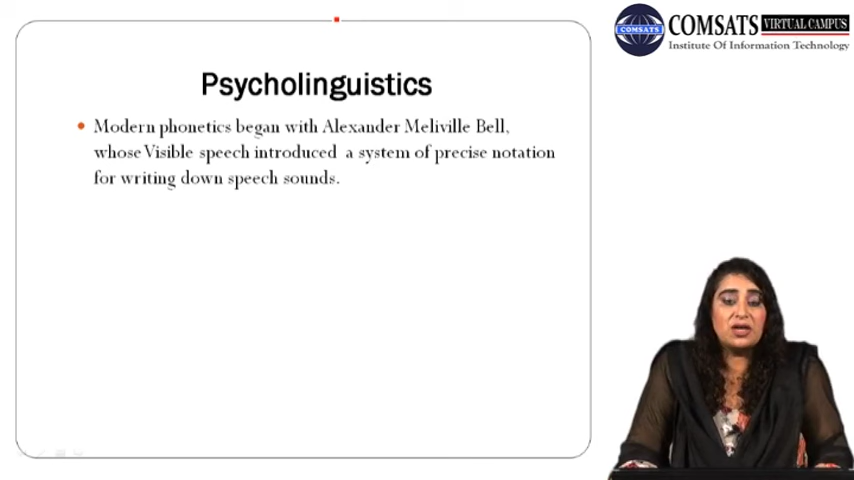 COMSATS VIRTUAL CAMPUS
COMSATS
Institute Of Information Technology
Psycholinguistics
Modern phonetics began with Alexander Meliville Bell,
whose Visible speech introduced a system of precise notation
for writing down speech sounds.